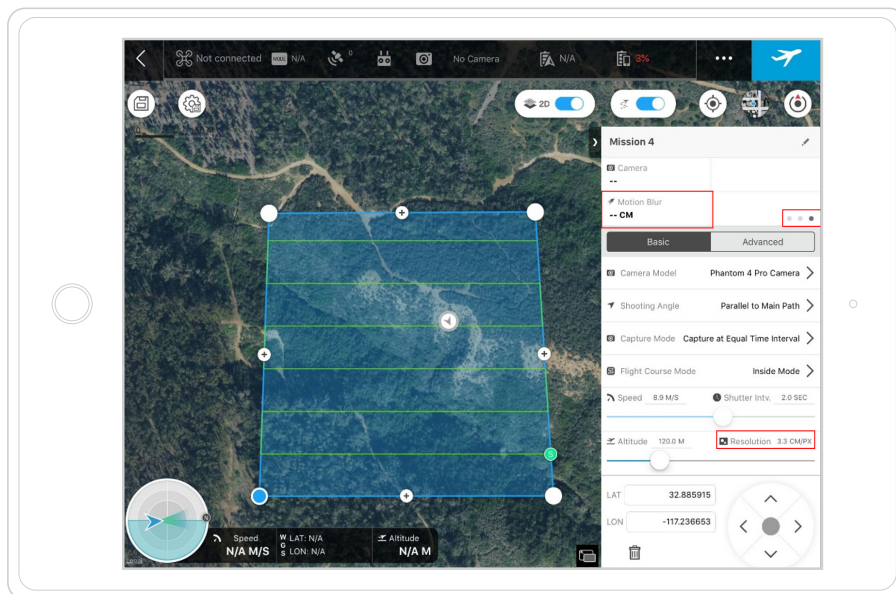 Not connected MODE N/A 0 No Camera N/A 3%
2D
Mission 4
Camera
--
Motion Blur
-- CM
Basic Advanced
Camera Model Phantom 4 Pro Camera
Shooting Angle Parallel to Main Path
Capture Mode Capture at Equal Time Interval
Flight Course Mode Inside Mode
Speed 8.9 M/S Shutter Intv. 2.0 SEC
Altitude 120.0 M Resolution 3.3 CM/PX
S
LAT 32.885915
LON -117.236653
Speed WGS LAT: N/A Altitude
N/A M/S LON: N/A N/A M
Legal